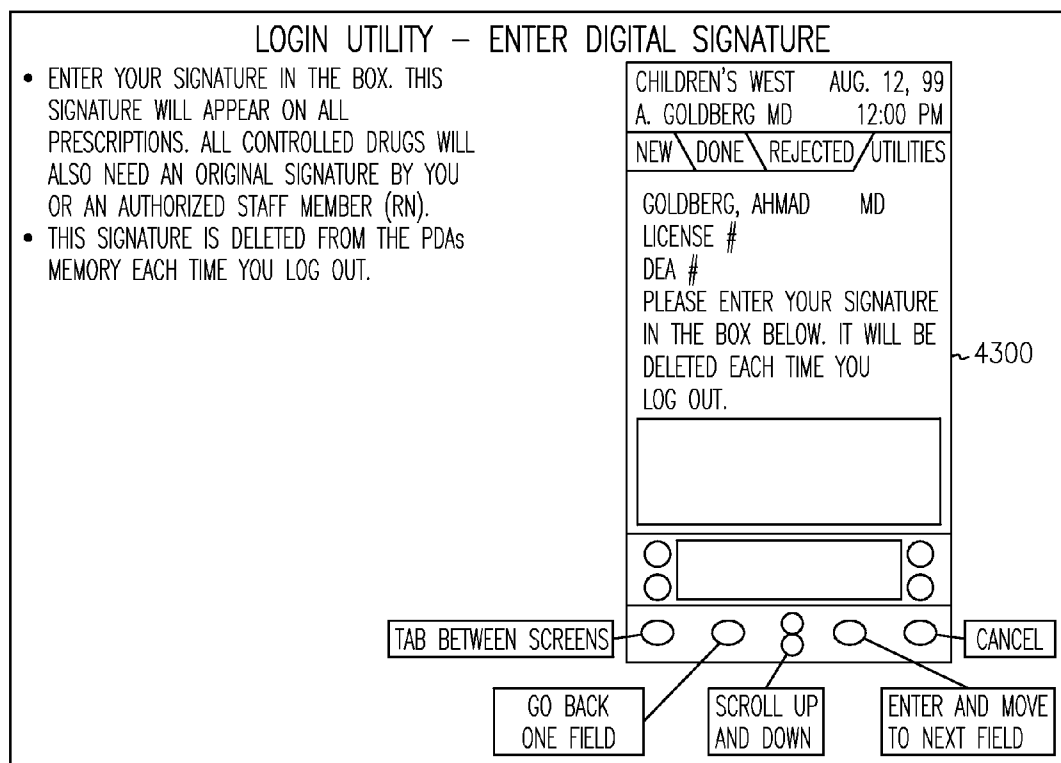 LOGIN UTILITY – ENTER DIGITAL SIGNATURE
• ENTER YOUR SIGNATURE IN THE BOX. THIS
SIGNATURE WILL APPEAR ON ALL
PRESCRIPTIONS. ALL CONTROLLED DRUGS WILL
ALSO NEED AN ORIGINAL SIGNATURE BY YOU
OR AN AUTHORIZED STAFF MEMBER (RN).
• THIS SIGNATURE IS DELETED FROM THE PDAs
MEMORY EACH TIME YOU LOG OUT.
CHILDREN'S WEST AUG. 12, 99
A. GOLDBERG MD 12:00 PM
NEW DONE REJECTED UTILITIES
GOLDBERG, AHMAD MD
LICENSE #
DEA #
PLEASE ENTER YOUR SIGNATURE
IN THE BOX BELOW. IT WILL BE
DELETED EACH TIME YOU
LOG OUT.
4300
TAB BETWEEN SCREENS
CANCEL
GO BACK
ONE FIELD
SCROLL UP
AND DOWN
ENTER AND MOVE
TO NEXT FIELD